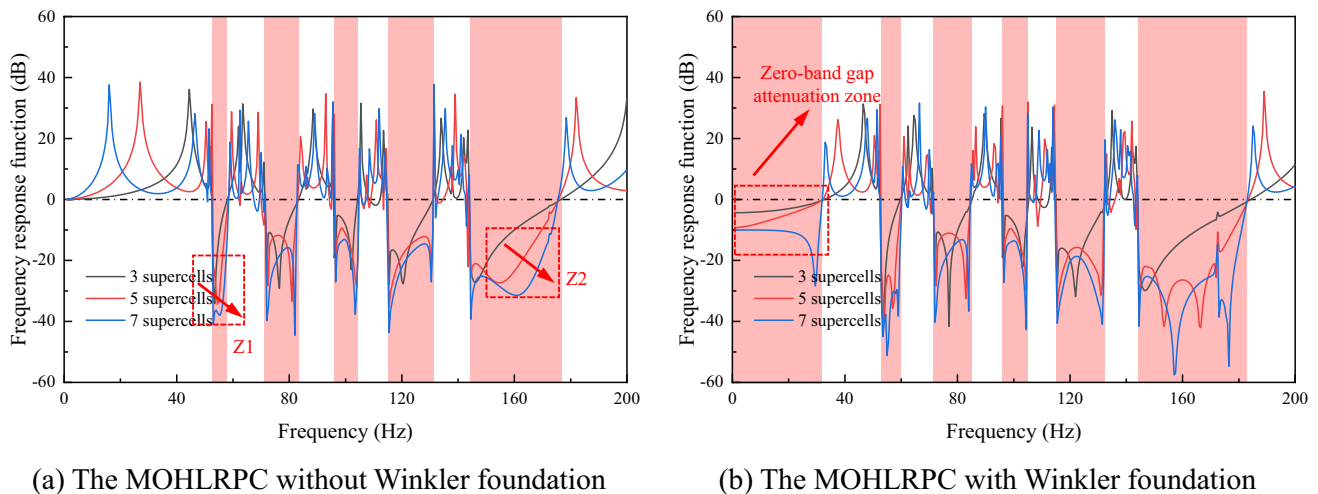 60
40
20
0
-20
-40
-60
Frequency response function (dB)
3 supercells
5 supercells
7 supercells
Z1
Z2
0
40
80
120
160
200
Frequency (Hz)
(a) The MOHLRPC without Winkler foundation
60
40
20
0
-20
-40
-60
Frequency response function (dB)
Zero-band gap
attenuation zone
3 supercells
5 supercells
7 supercells
0
40
80
120
160
200
Frequency (Hz)
(b) The MOHLRPC with Winkler foundation